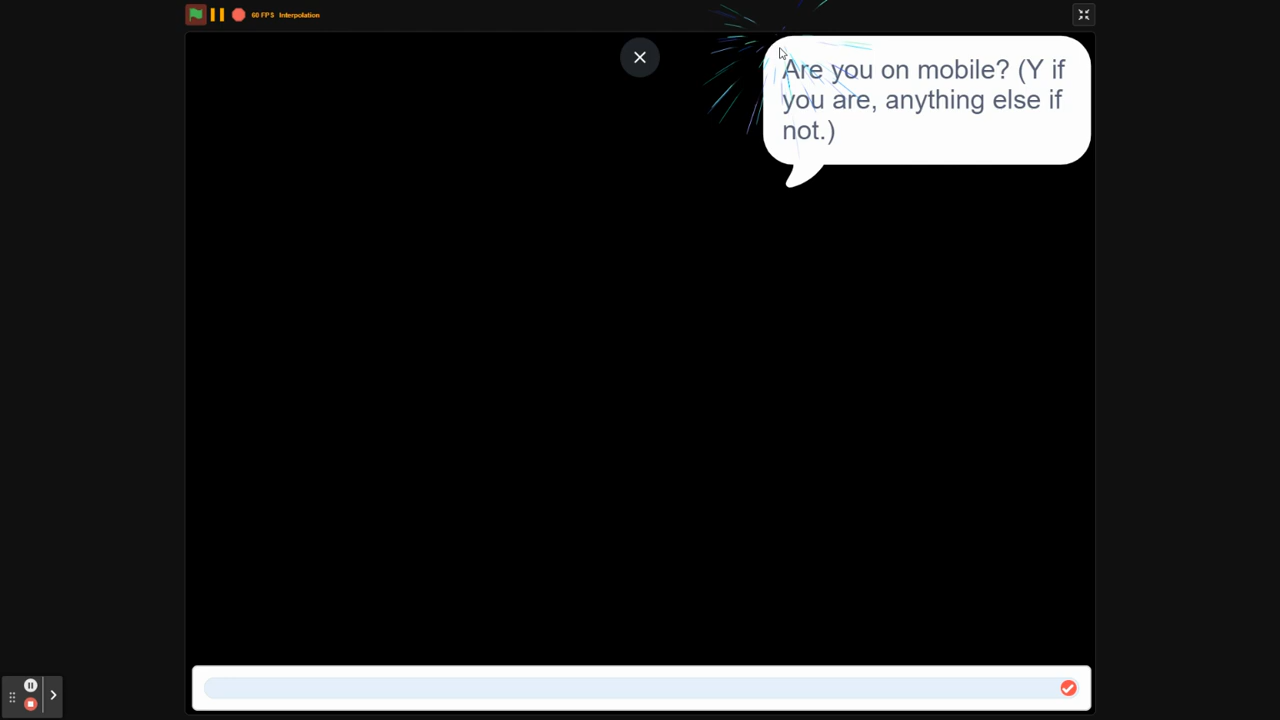 60 FPS Interpolation
Are you on mobile? (Y if
you are, anything else if
not.)